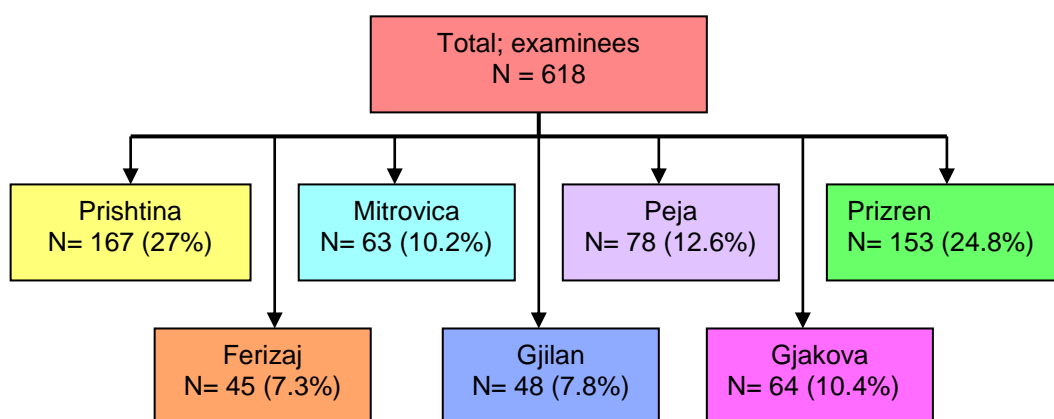 Total; examinees
N = 618
Prishtina
N= 167 (27%)
Mitrovica
N= 63 (10.2%)
Peja
N= 78 (12.6%)
Prizren
N= 153 (24.8%)
Ferizaj
N= 45 (7.3%)
Gjilan
N= 48 (7.8%)
Gjakova
N= 64 (10.4%)